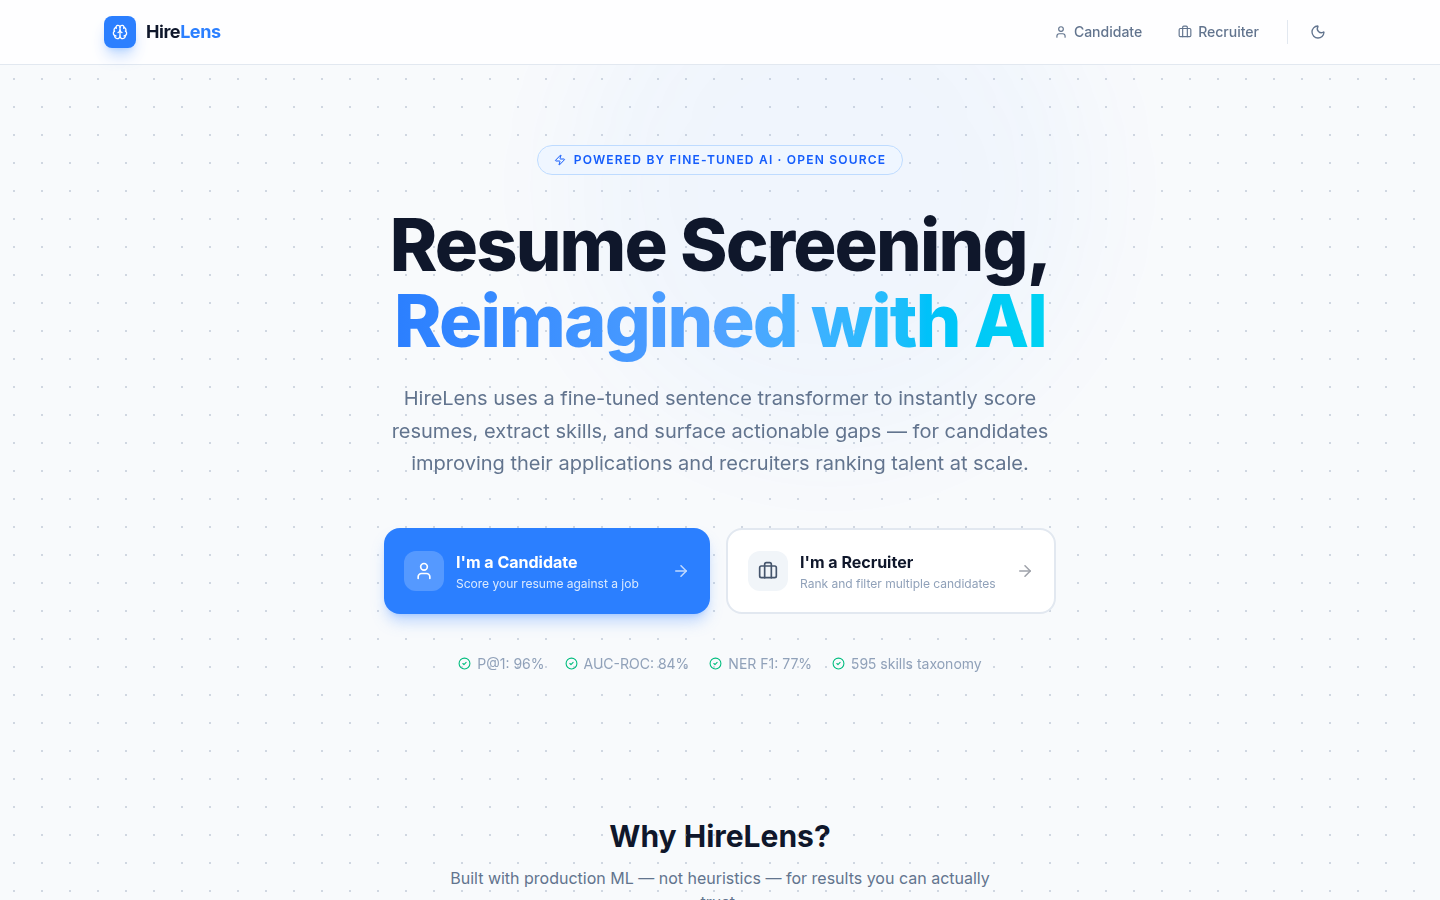 HireLens
Candidate
Recruiter
POWERED BY FINE-TUNED AI · OPEN SOURCE
Resume Screening,
Reimagined with AI
HireLens uses a fine-tuned sentence transformer to instantly score
resumes, extract skills, and surface actionable gaps — for candidates
improving their applications and recruiters ranking talent at scale.
I'm a Candidate
Score your resume against a job
I'm a Recruiter
Rank and filter multiple candidates
P@1: 96%
AUC-ROC: 84%
NER F1: 77%
595 skills taxonomy
Why HireLens?
Built with production ML — not heuristics — for results you can actually
trust